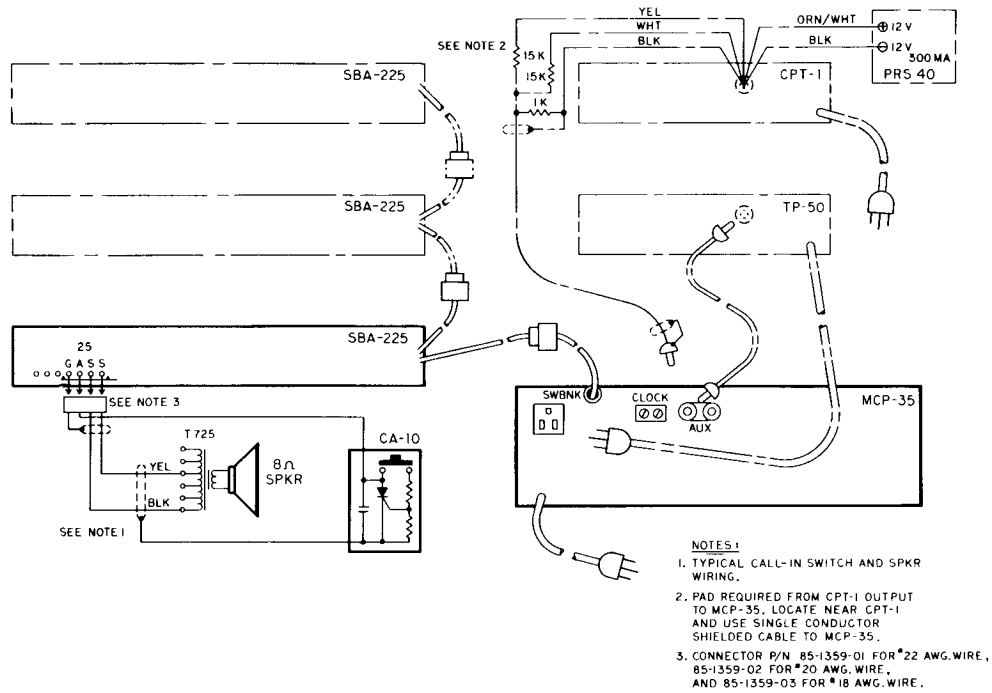 YEL
WHT
BLK
ORN/WHT
BLK
⊕ 12 V
⊖ 12 V
300 MA
PRS 40
SEE NOTE 2
15 K
15K
1 K
CPT-1
SBA-225
SBA-225
TP-50
SBA-225
25
G A S S
SEE NOTE 3
T 725
YEL
BLK
8Ω
SPKR
CA-10
SEE NOTE 1
SWBNK
CLOCK
AUX
MCP-35
NOTES:
1. TYPICAL CALL-IN SWITCH AND SPKR
WIRING.
2. PAD REQUIRED FROM CPT-1 OUTPUT
TO MCP-35. LOCATE NEAR CPT-1
AND USE SINGLE CONDUCTOR
SHIELDED CABLE TO MCP-35.
3. CONNECTOR P/N 85-1359-01 FOR #22 AWG. WIRE,
85-1359-02 FOR #20 AWG. WIRE,
AND 85-1359-03 FOR #18 AWG. WIRE.